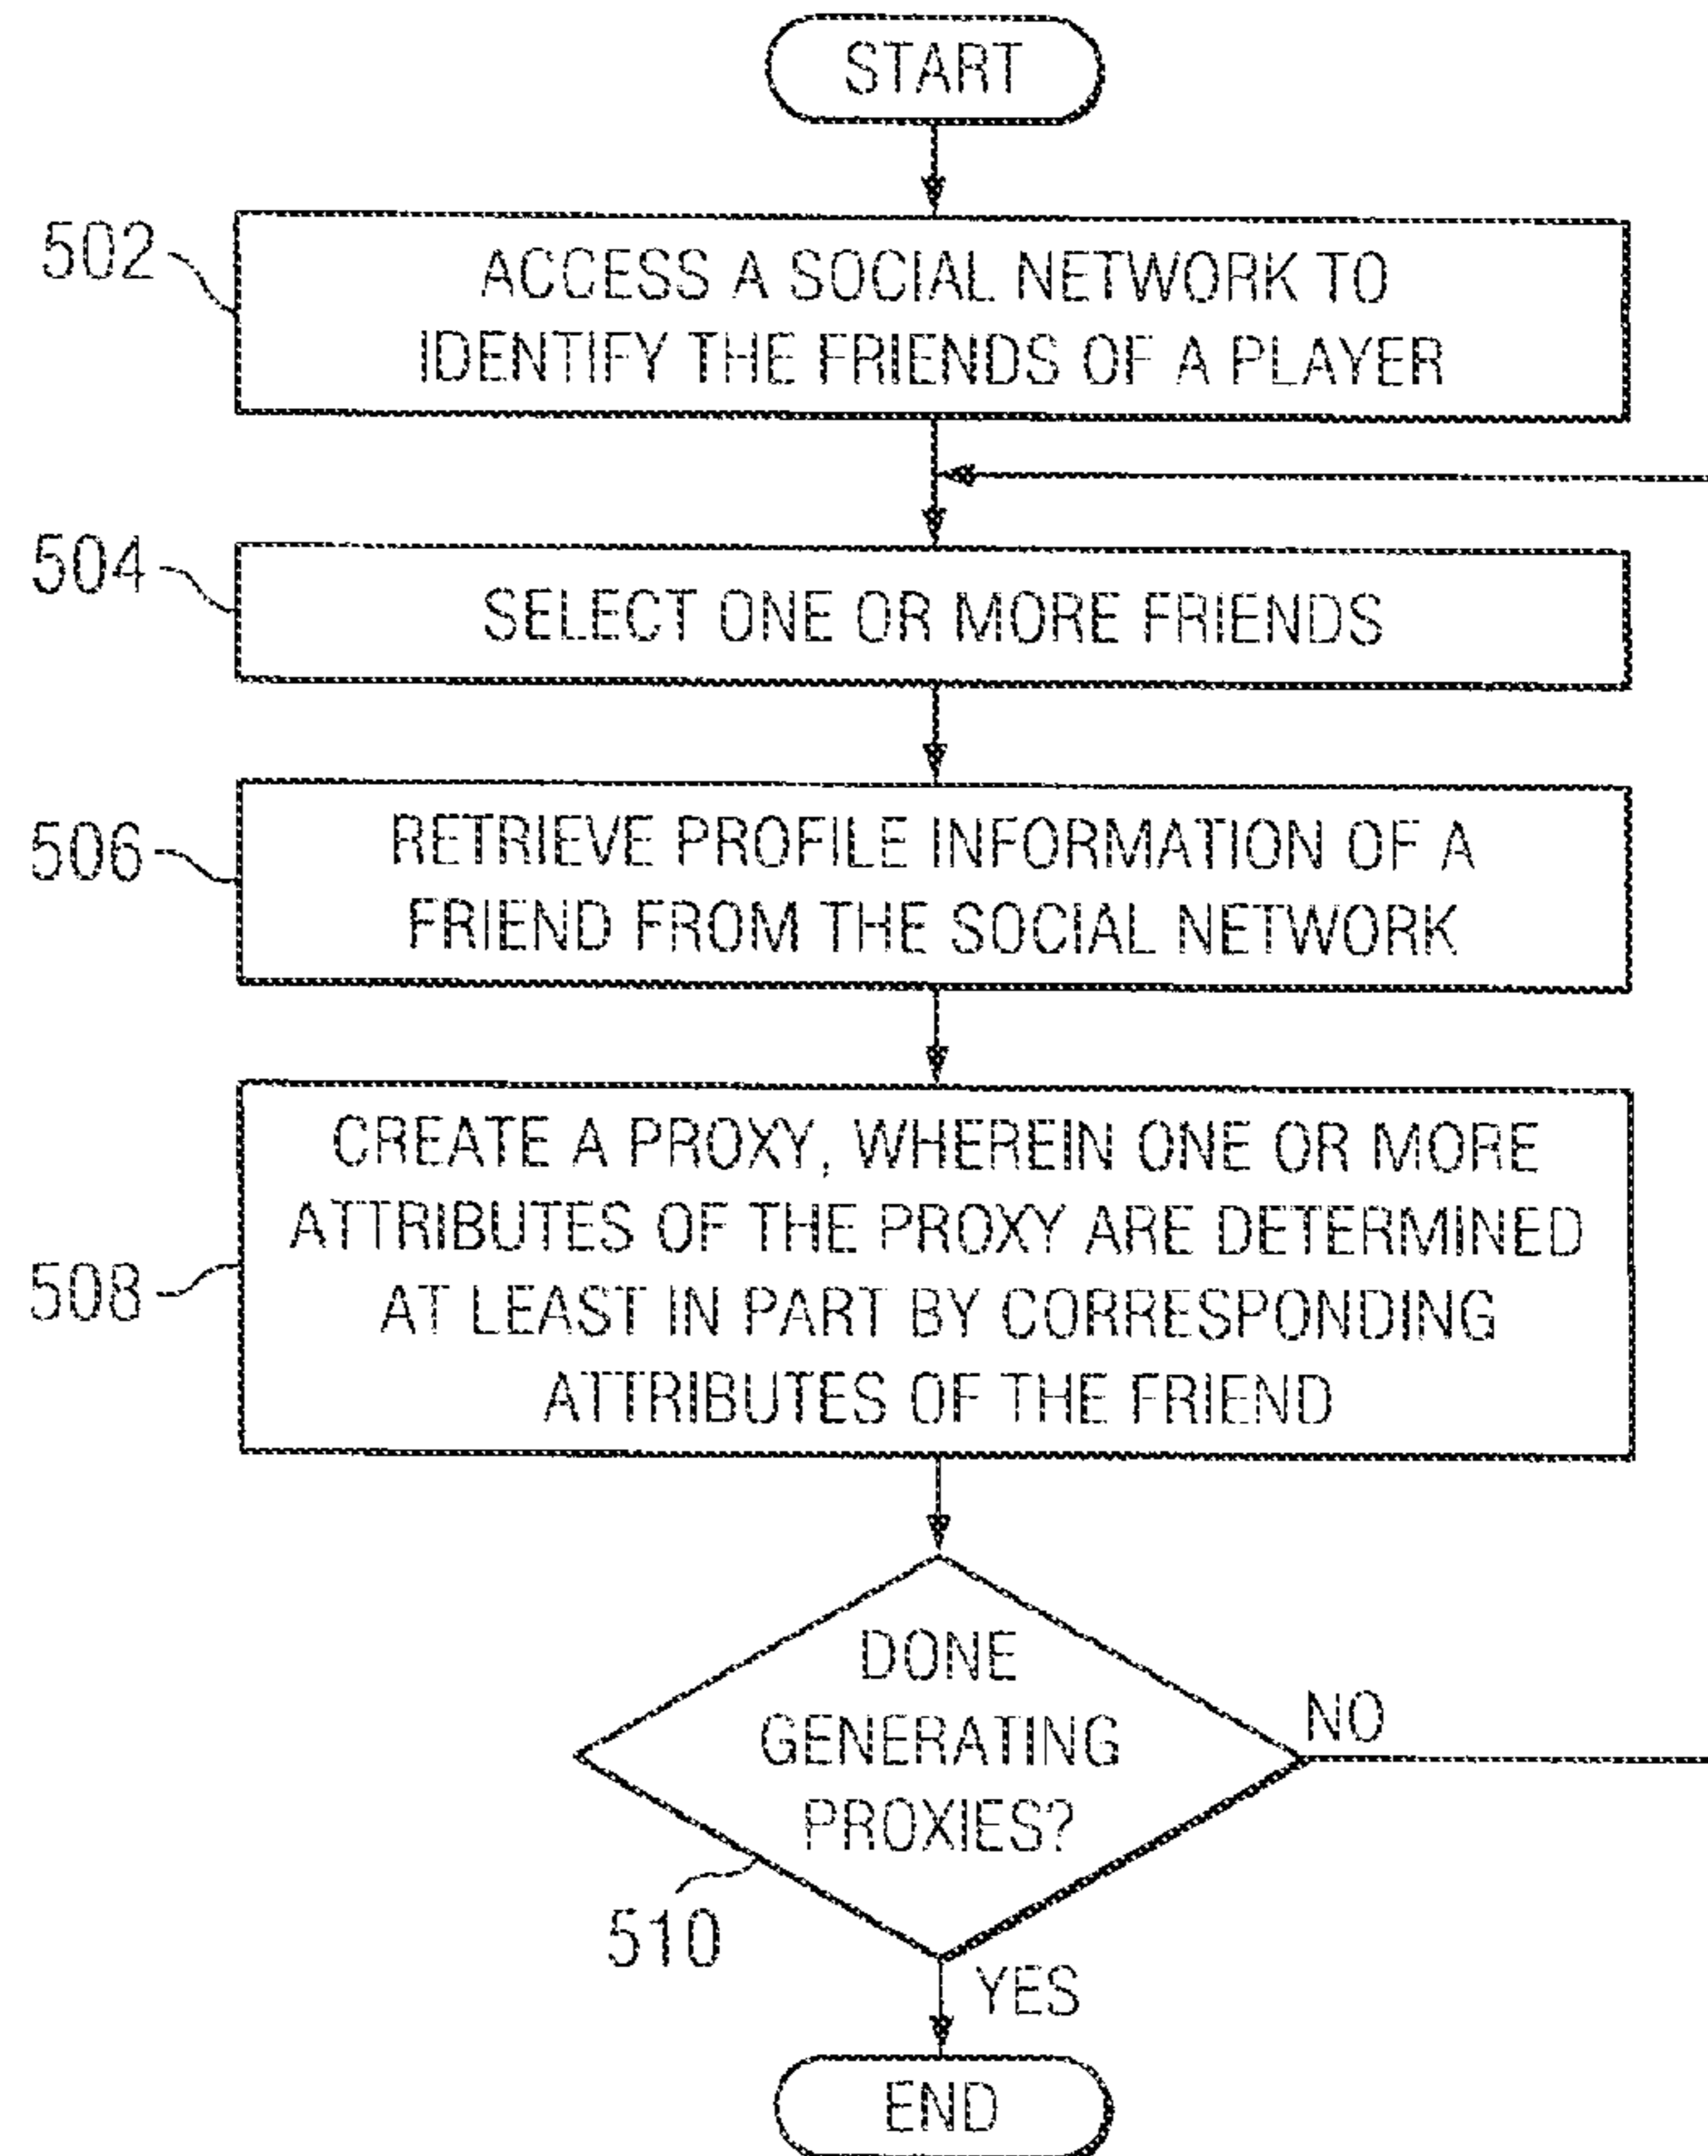 START
502
ACCESS A SOCIAL NETWORK TO
IDENTIFY THE FRIENDS OF A PLAYER
504
SELECT ONE OR MORE FRIENDS
506
RETRIEVE PROFILE INFORMATION OF A
FRIEND FROM THE SOCIAL NETWORK
508
CREATE A PROXY, WHEREIN ONE OR MORE
ATTRIBUTES OF THE PROXY ARE DETERMINED
AT LEAST IN PART BY CORRESPONDING
ATTRIBUTES OF THE FRIEND
DONE
GENERATING
PROXIES?
NO
510
YES
END